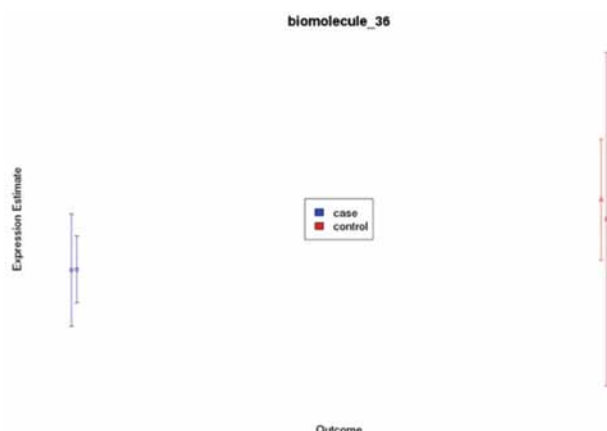 biomolecule_36
Expression Estimate
case
control
Outcome